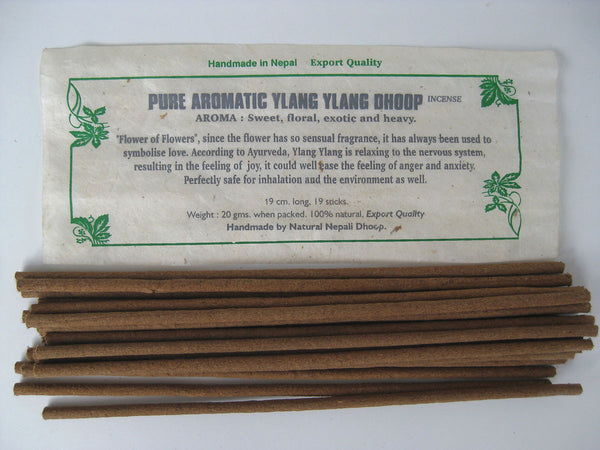 Handmade in Nepal Export Quality
PURE AROMATIC YLANG YLANG DHOOP INCENSE
AROMA : Sweet, floral, exotic and heavy.
"Flower of Flowers", since the flower has so sensual fragrance, it has always been used to
symbolise love. According to Ayurveda, Ylang Ylang is relaxing to the nervous system,
resulting in the feeling of joy, it could well ease the feeling of anger and anxiety.
Perfectly safe for inhalation and the environment as well.
19 cm. long, 19 sticks.
Weight : 20 gms. when packed. 100% natural, Export Quality
Handmade by Natural Nepali Dhoop.